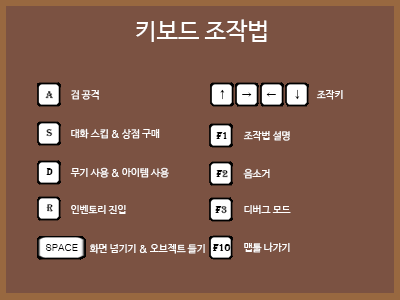 키보드 조작법
A 검 공격
S 대화 스킵 & 상점 구매
D 무기 사용 & 아이템 사용
R 인벤토리 진입
SPACE 화면 넘기기 & 오브젝트 들기
↑ → ← ↓ 조작키
F1 조작법 설명
F2 음소거
F3 디버그 모드
F10 맵툴 나가기